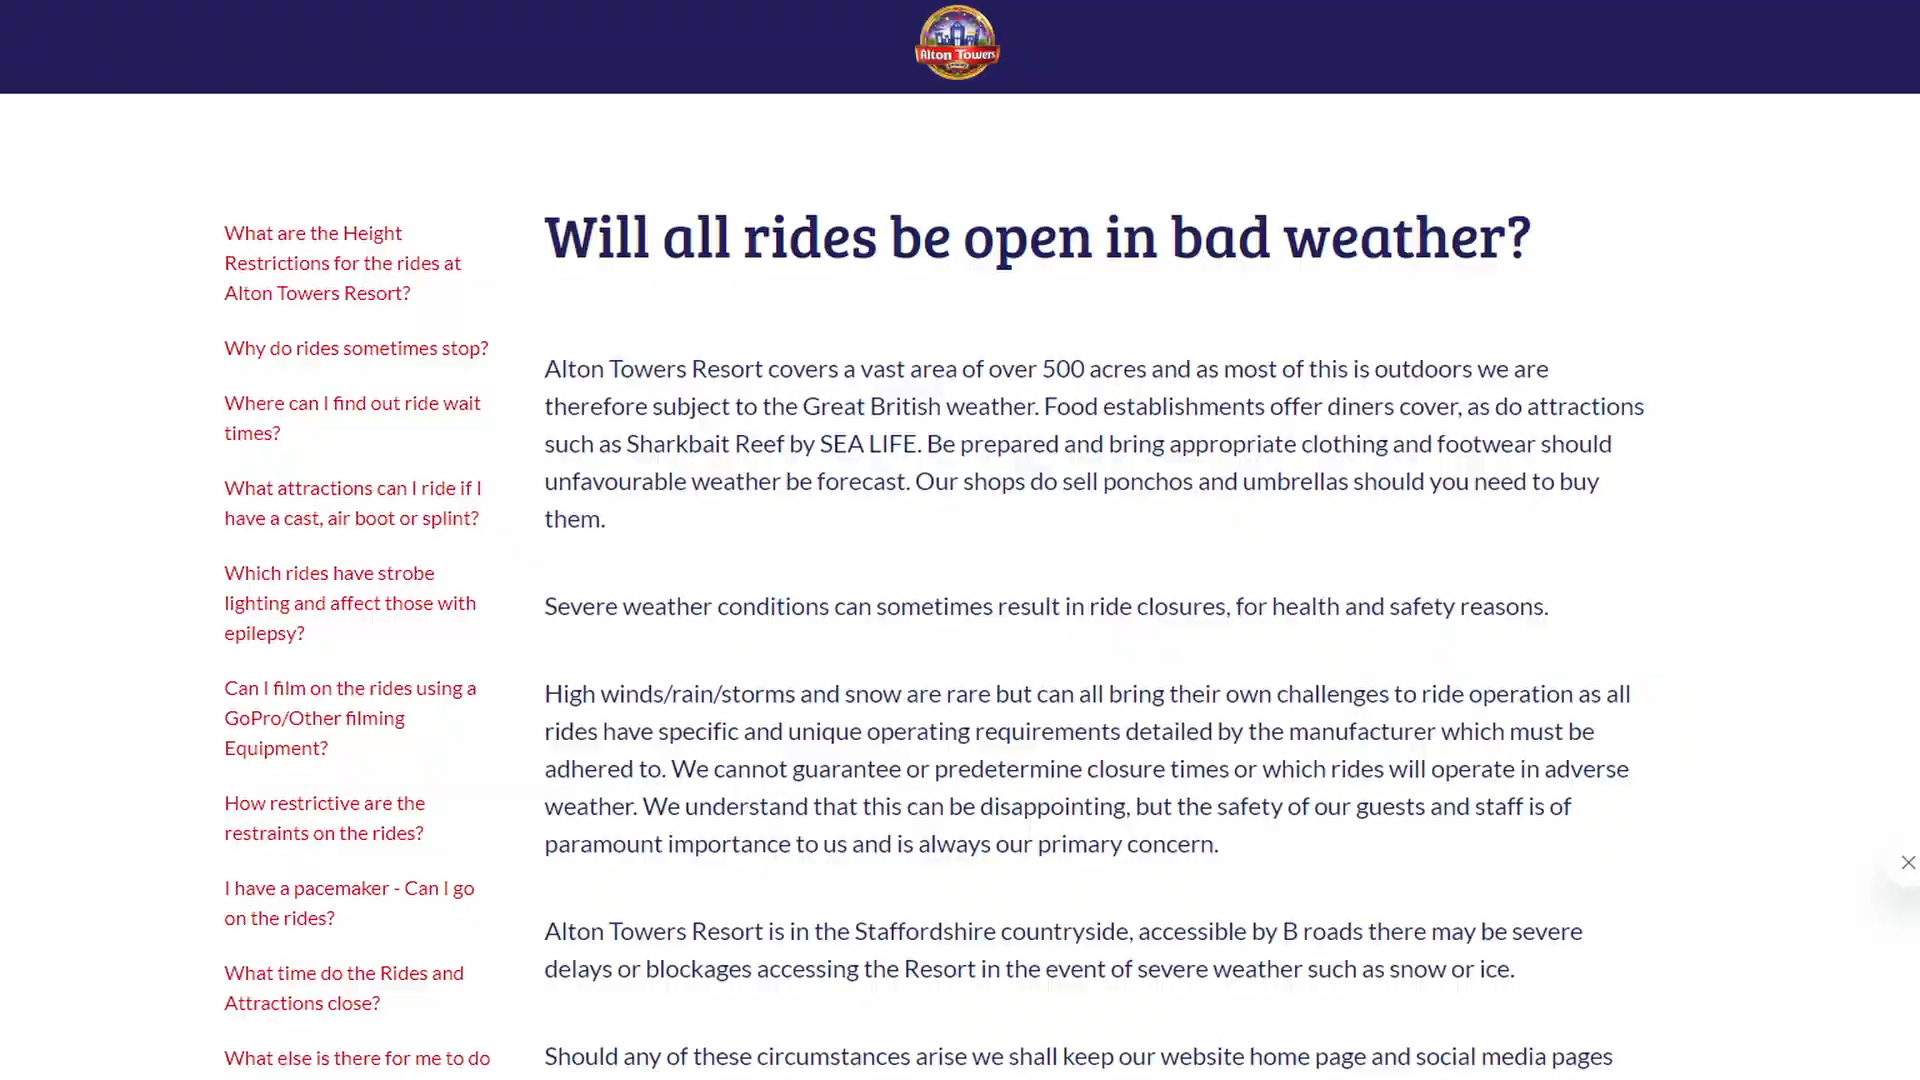 Alton Towers
What are the Height
Restrictions for the rides at
Alton Towers Resort?
Why do rides sometimes stop?
Where can I find out ride wait
times?
What attractions can I ride if I
have a cast, air boot or splint?
Which rides have strobe
lighting and affect those with
epilepsy?
Can I film on the rides using a
GoPro/Other filming
Equipment?
How restrictive are the
restraints on the rides?
I have a pacemaker - Can I go
on the rides?
What time do the Rides and
Attractions close?
What else is there for me to do
Will all rides be open in bad weather?
Alton Towers Resort covers a vast area of over 500 acres and as most of this is outdoors we are
therefore subject to the Great British weather. Food establishments offer diners cover, as do attractions
such as Sharkbait Reef by SEA LIFE. Be prepared and bring appropriate clothing and footwear should
unfavourable weather be forecast. Our shops do sell ponchos and umbrellas should you need to buy
them.
Severe weather conditions can sometimes result in ride closures, for health and safety reasons.
High winds/rain/storms and snow are rare but can all bring their own challenges to ride operation as all
rides have specific and unique operating requirements detailed by the manufacturer which must be
adhered to. We cannot guarantee or predetermine closure times or which rides will operate in adverse
weather. We understand that this can be disappointing, but the safety of our guests and staff is of
paramount importance to us and is always our primary concern.
Alton Towers Resort is in the Staffordshire countryside, accessible by B roads there may be severe
delays or blockages accessing the Resort in the event of severe weather such as snow or ice.
Should any of these circumstances arise we shall keep our website home page and social media pages